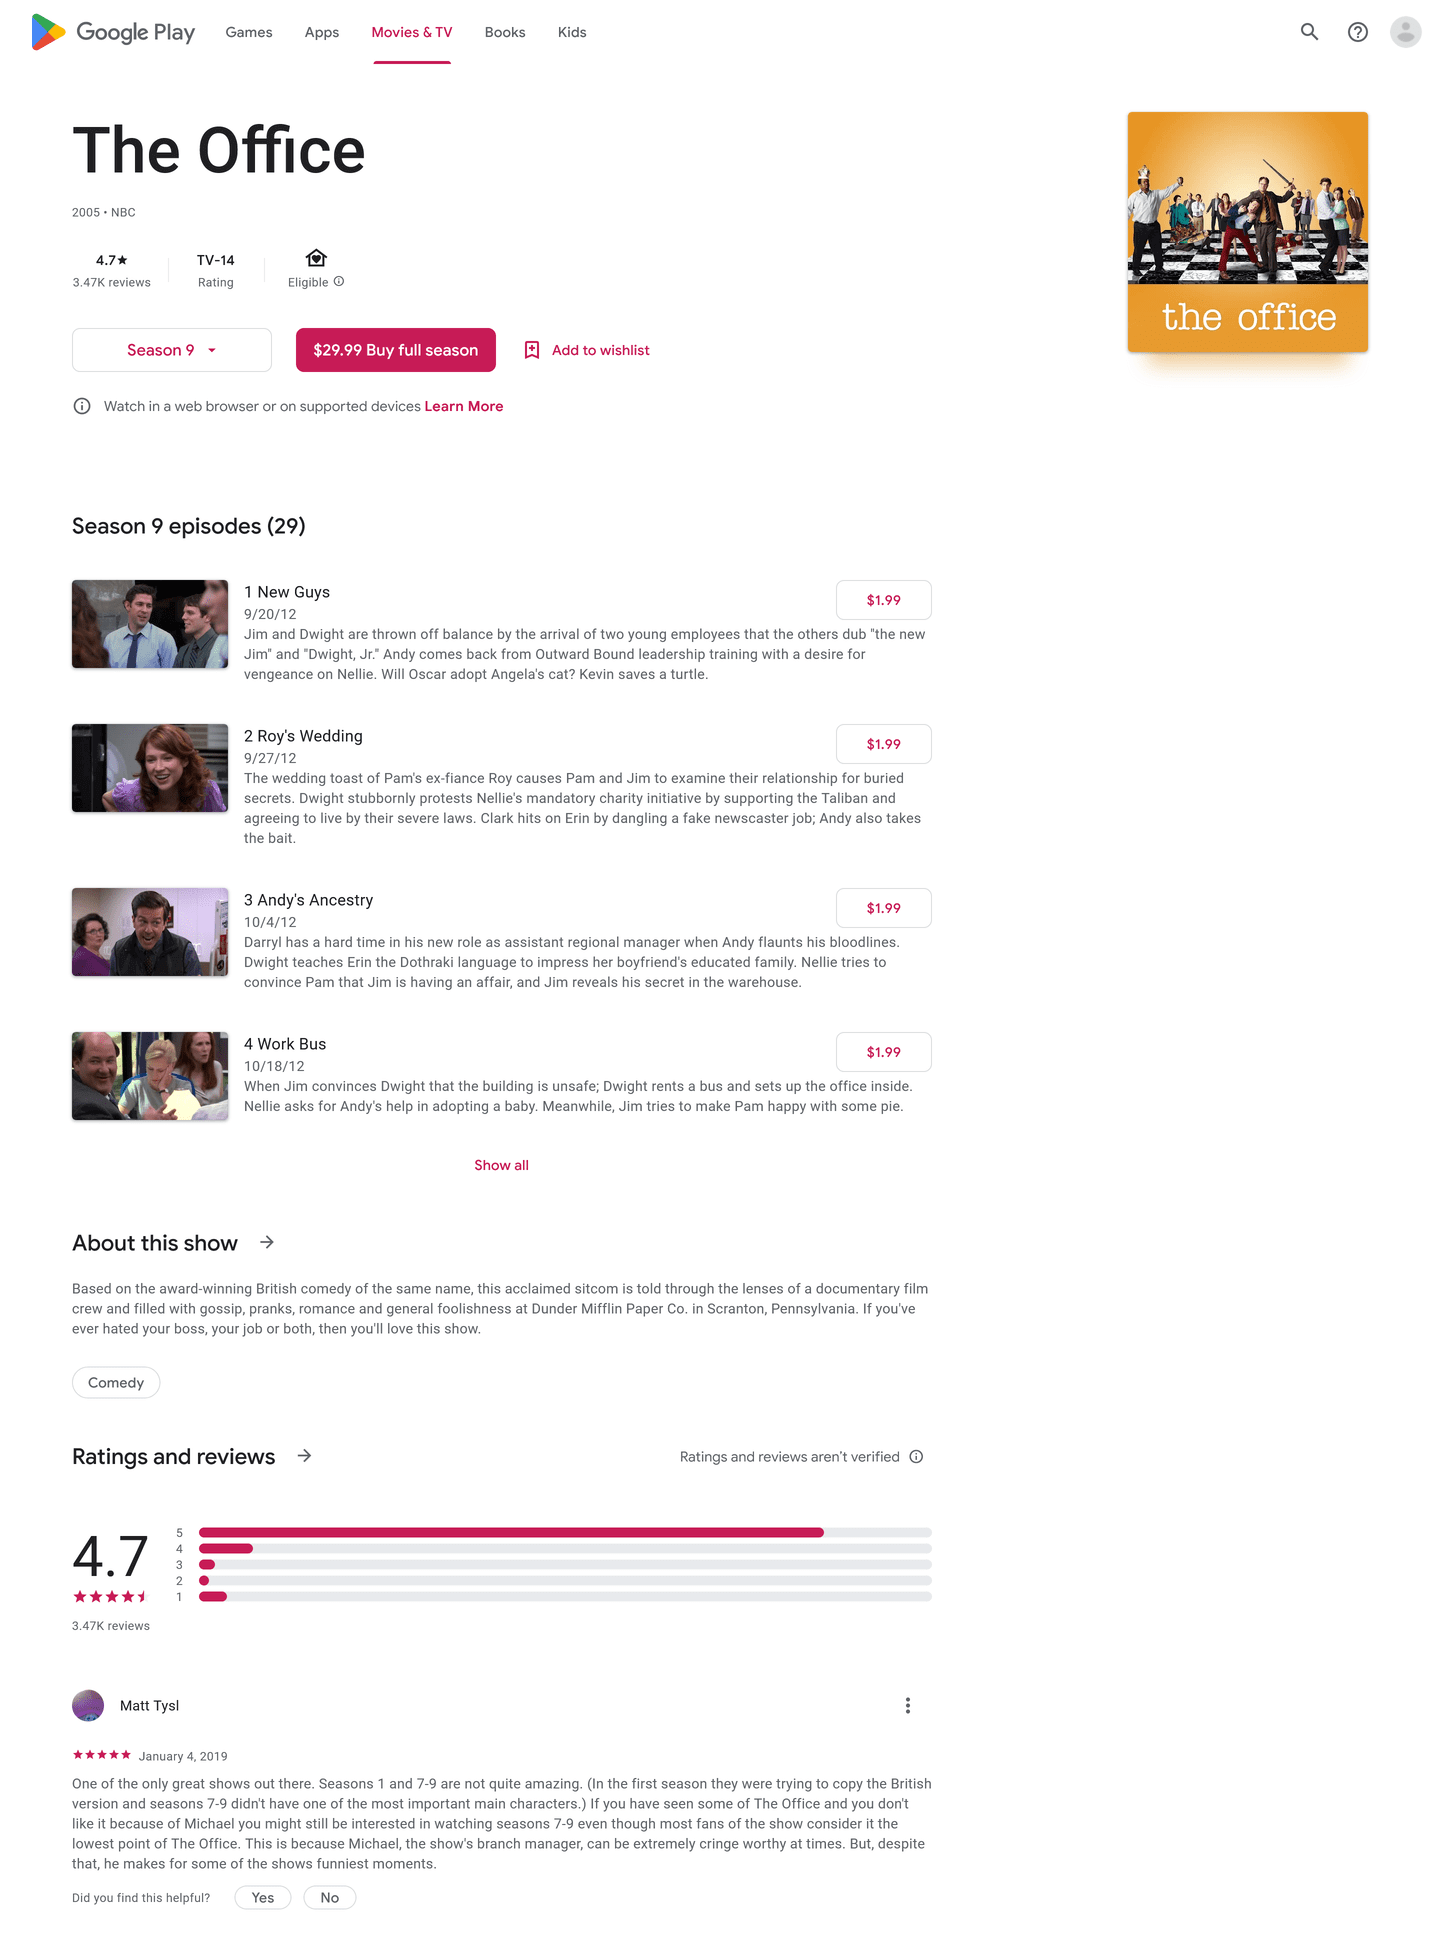 Google Play
Games
Apps
Movies & TV
Books
Kids
The Office
2005 • NBC
4.7★
3.47K reviews
TV-14
Rating
Eligible
Season 9
$29.99 Buy full season
Add to wishlist
Watch in a web browser or on supported devices Learn More
the office
Season 9 episodes (29)
1 New Guys
$1.99
9/20/12
Jim and Dwight are thrown off balance by the arrival of two young employees that the others dub "the new
Jim" and "Dwight, Jr." Andy comes back from Outward Bound leadership training with a desire for
vengeance on Nellie. Will Oscar adopt Angela's cat? Kevin saves a turtle.
2 Roy's Wedding
$1.99
9/27/12
The wedding toast of Pam's ex-fiance Roy causes Pam and Jim to examine their relationship for buried
secrets. Dwight stubbornly protests Nellie's mandatory charity initiative by supporting the Taliban and
agreeing to live by their severe laws. Clark hits on Erin by dangling a fake newscaster job; Andy also takes
the bait.
3 Andy's Ancestry
$1.99
10/4/12
Darryl has a hard time in his new role as assistant regional manager when Andy flaunts his bloodlines.
Dwight teaches Erin the Dothraki language to impress her boyfriend's educated family. Nellie tries to
convince Pam that Jim is having an affair, and Jim reveals his secret in the warehouse.
4 Work Bus
$1.99
10/18/12
When Jim convinces Dwight that the building is unsafe; Dwight rents a bus and sets up the office inside.
Nellie asks for Andy's help in adopting a baby. Meanwhile, Jim tries to make Pam happy with some pie.
Show all
About this show
Based on the award-winning British comedy of the same name, this acclaimed sitcom is told through the lenses of a documentary film
crew and filled with gossip, pranks, romance and general foolishness at Dunder Mifflin Paper Co. in Scranton, Pennsylvania. If you've
ever hated your boss, your job or both, then you'll love this show.
Comedy
Ratings and reviews
Ratings and reviews aren't verified
4.7
3.47K reviews
5
4
3
2
1
Matt Tysl
January 4, 2019
One of the only great shows out there. Seasons 1 and 7-9 are not quite amazing. (In the first season they were trying to copy the British
version and seasons 7-9 didn't have one of the most important main characters.) If you have seen some of The Office and you don't
like it because of Michael you might still be interested in watching seasons 7-9 even though most fans of the show consider it the
lowest point of The Office. This is because Michael, the show's branch manager, can be extremely cringe worthy at times. But, despite
that, he makes for some of the shows funniest moments.
Did you find this helpful?
Yes
No